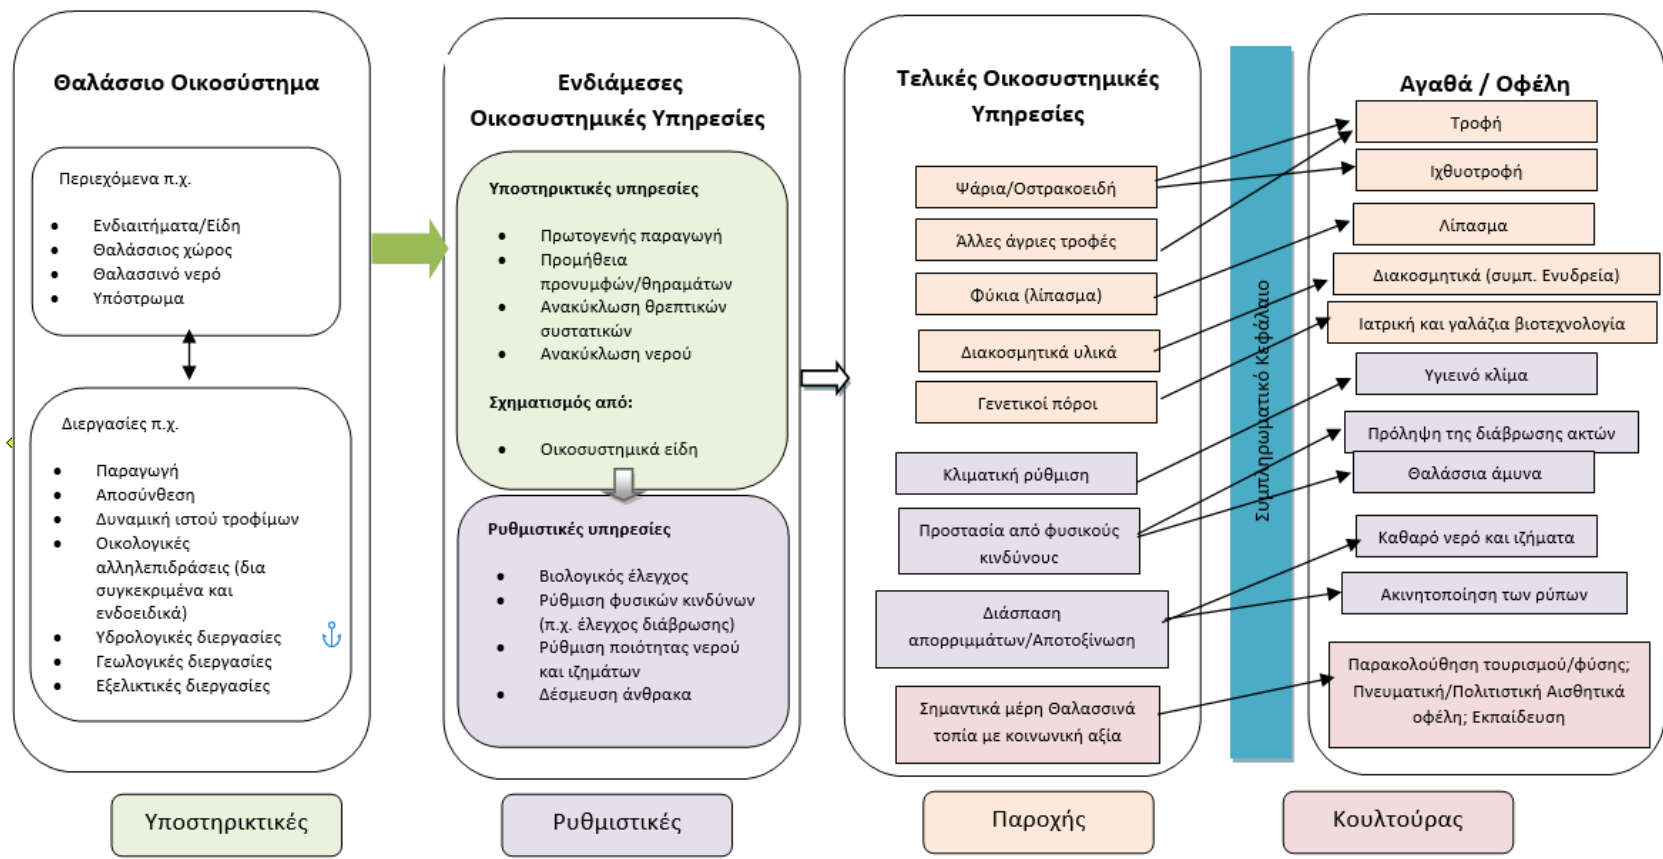 Θαλάσσιο Οικοσύστημα
Περιεχόμενα π.χ.
Ενδιαιτήματα/Είδη
Θαλάσσιος χώρος
Θαλασσινό νερό
Υπόστρωμα
Διεργασίες π.χ.
Παραγωγή
Αποσύνθεση
Δυναμική ιστού τροφίμων
Οικολογικές
αλληλεπιδράσεις (δια
συγκεκριμένα και
ενδοειδικά)
Υδρολογικές διεργασίες
Γεωλογικές διεργασίες
Εξελικτικές διεργασίες
Ενδιάμεσες
Οικοσυστημικές Υπηρεσίες
Υποστηρικτικές υπηρεσίες
Πρωτογενής παραγωγή
Προμήθεια
προνυμφών/θηραμάτων
Ανακύκλωση θρεπτικών
συστατικών
Ανακύκλωση νερού
Σχηματισμός από:
Οικοσυστημικά είδη
Ρυθμιστικές υπηρεσίες
Βιολογικός έλεγχος
Ρύθμιση φυσικών κινδύνων
(π.χ. έλεγχος διάβρωσης)
Ρύθμιση ποιότητας νερού
και ιζημάτων
Δέσμευση άνθρακα
Τελικές Οικοσυστημικές
Υπηρεσίες
Ψάρια/Οστρακοειδή
Άλλες άγριες τροφές
Φύκια (λίπασμα)
Διακοσμητικά υλικά
Γενετικοί πόροι
Κλιματική ρύθμιση
Προστασία από φυσικούς
κινδύνους
Διάσπαση
απορριμμάτων/Αποτοξίνωση
Σημαντικά μέρη Θαλασσινά
τοπία με κοινωνική αξία
Συμπληρωματικό Κεφάλαιο
Αγαθά / Οφέλη
Τροφή
Ιχθυοτροφή
Λίπασμα
Διακοσμητικά (συμπ. Ενυδρεία)
Ιατρική και γαλάζια βιοτεχνολογία
Υγιεινό κλίμα
Πρόληψη της διάβρωσης ακτών
Θαλάσσια άμυνα
Καθαρό νερό και ιζήματα
Ακινητοποίηση των ρύπων
Παρακολούθηση τουρισμού/φύσης;
Πνευματική/Πολιτιστική Αισθητικά
οφέλη; Εκπαίδευση
Υποστηρικτικές
Ρυθμιστικές
Παροχής
Κουλτούρας